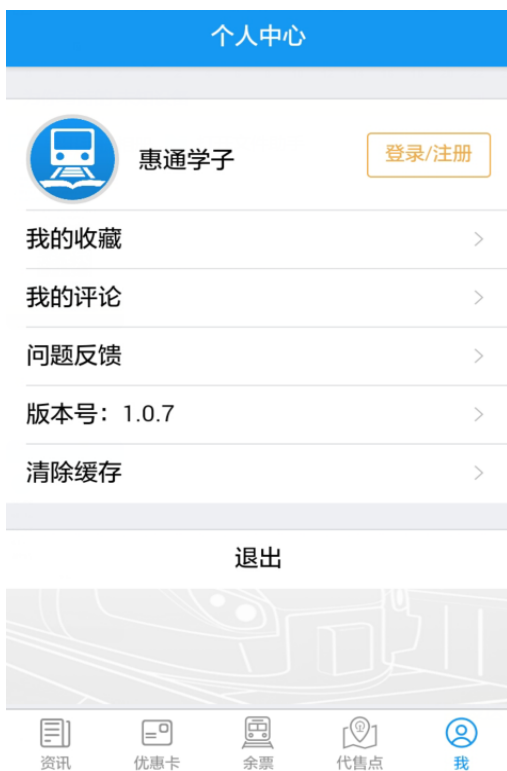 个人中心
惠通学子
登录/注册
我的收藏
我的评论
问题反馈
版本号：1.0.7
清除缓存
退出
资讯
优惠卡
余票
代售点
我